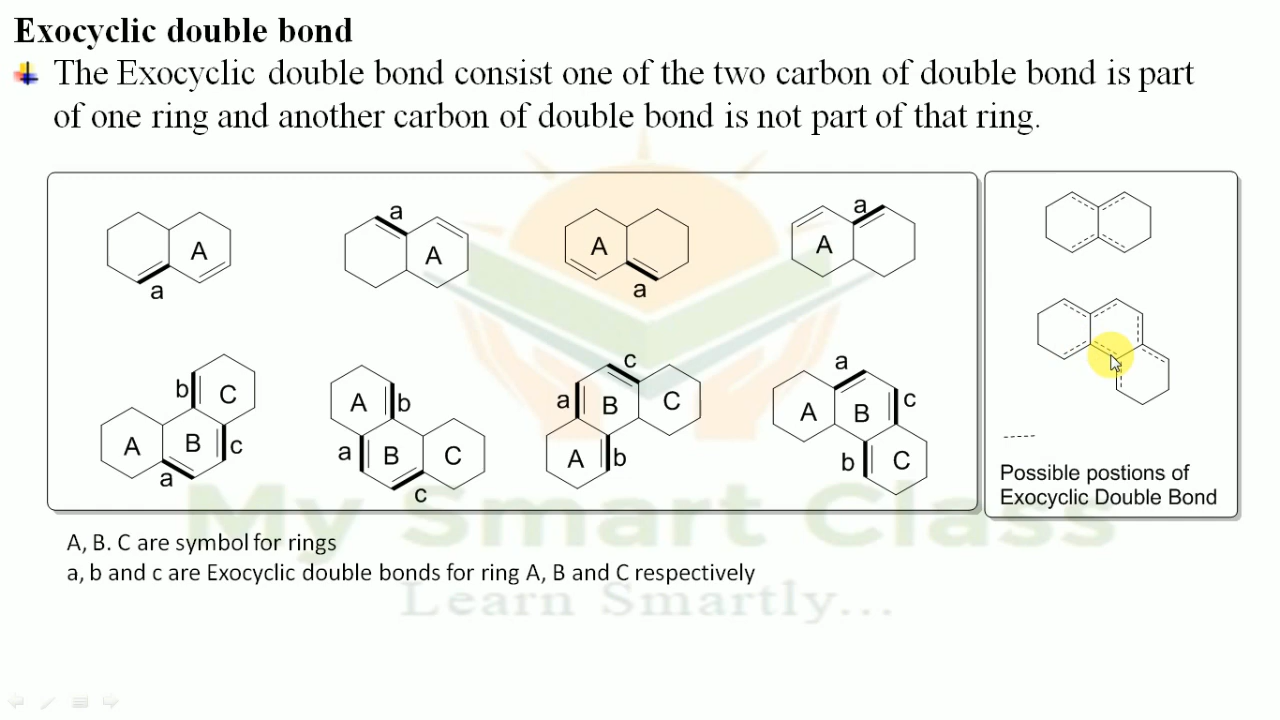 Exocyclic double bond
The Exocyclic double bond consist one of the two carbon of double bond is part
of one ring and another carbon of double bond is not part of that ring.
A
a
a
A
A
a
a
A
b
C
A
B
c
a
A
b
a
B
C
c
c
a
B
C
A
b
a
A
B
c
b
C
Possible postions of
Exocyclic Double Bond
A, B. C are symbol for rings
a, b and c are Exocyclic double bonds for ring A, B and C respectively
My Smart Class
Learn Smartly...